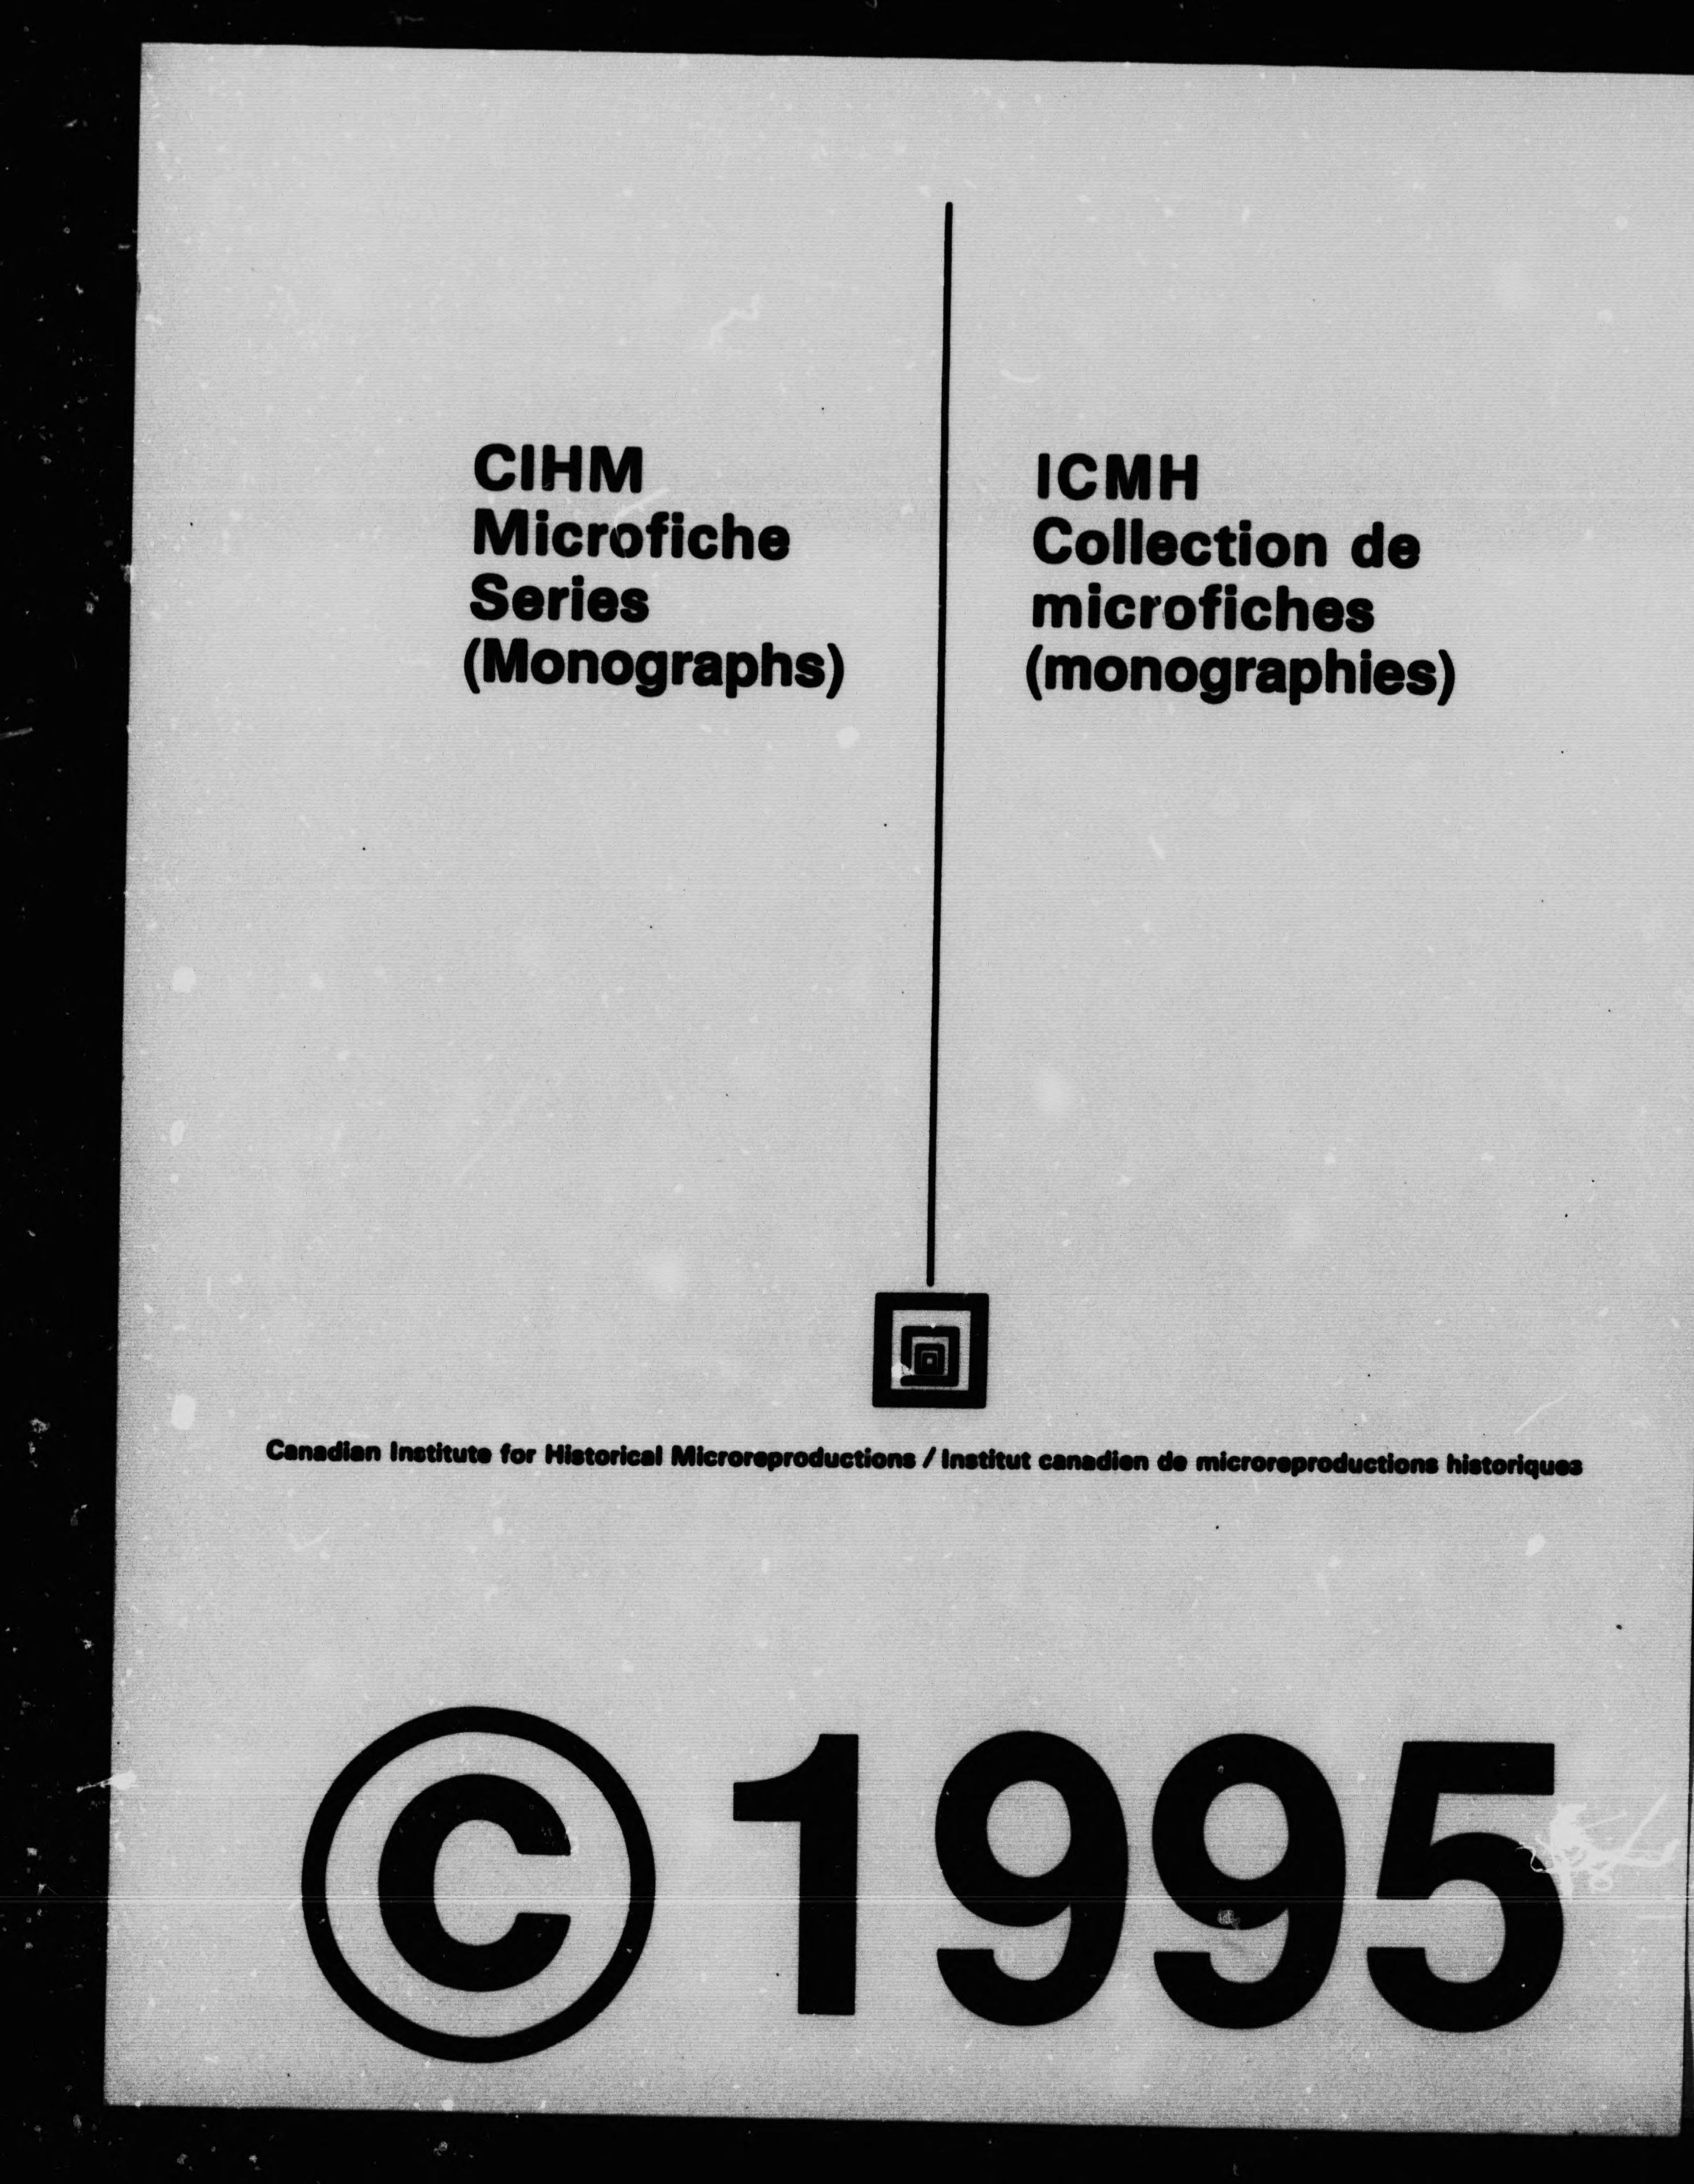 CIHM
Microfiche
Series
(Monographs)
ICMH
Collection de
microfiches
(monographies)
Canadian Institute for Historical Microreproductions / Institut canadien de microreproductions historiques
© 1995